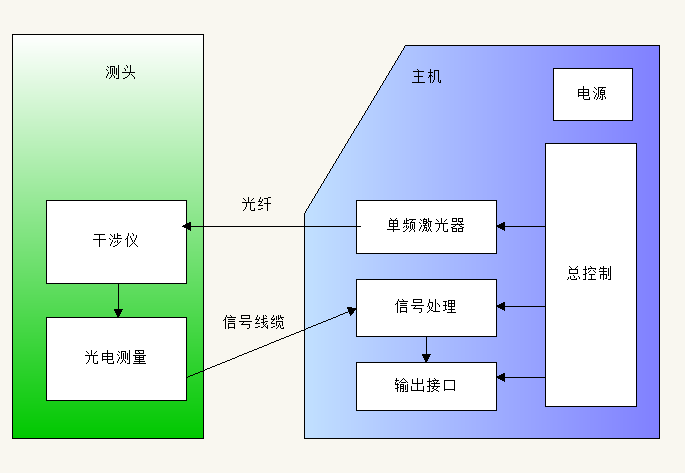 测头
主机
电源
光纤
单频激光器
干涉仪
总控制
信号处理
信号线缆
光电测量
输出接口